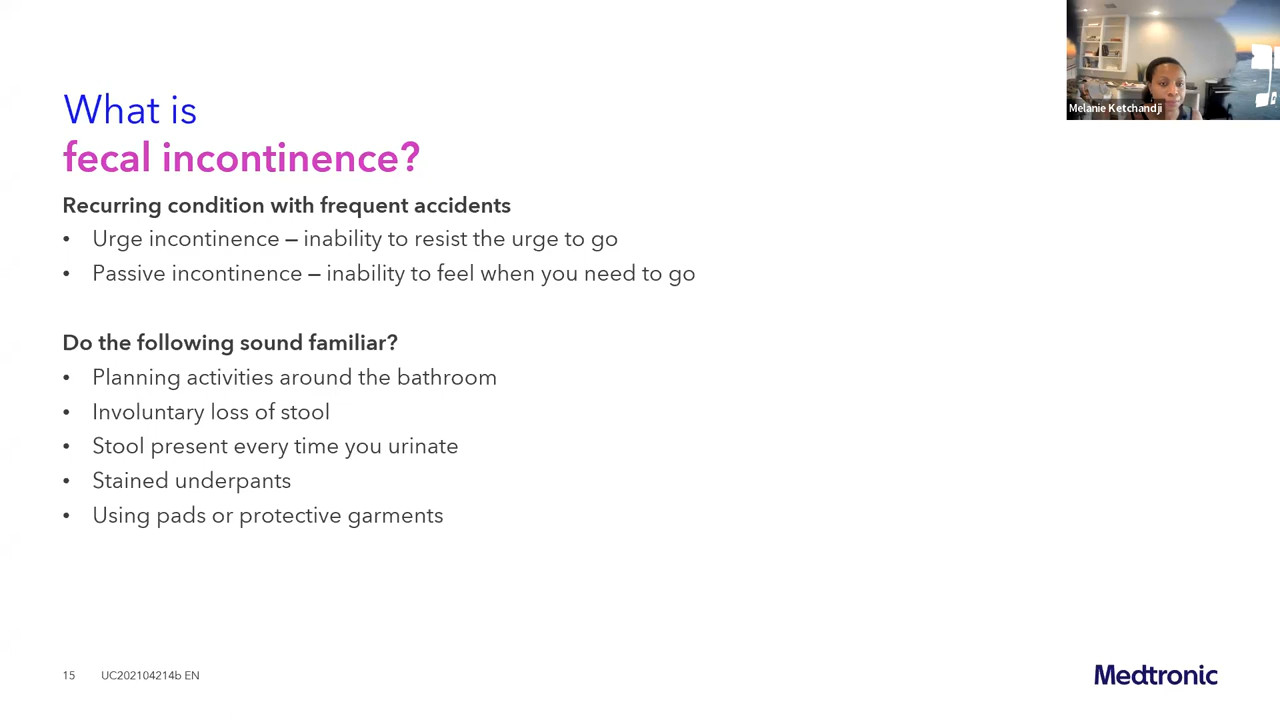 Melanie Ketchandji
What is
fecal incontinence?
Recurring condition with frequent accidents
• Urge incontinence – inability to resist the urge to go
• Passive incontinence – inability to feel when you need to go
Do the following sound familiar?
• Planning activities around the bathroom
• Involuntary loss of stool
• Stool present every time you urinate
• Stained underpants
• Using pads or protective garments
15 UC202104214b EN
Medtronic